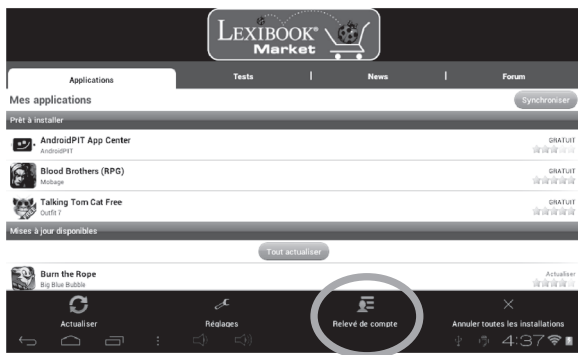 LEXIBOOK®
Market
Applications Tests | News | Forum
Mes applications Synchroniser
Prêt à installer
AndroidPIT App Center GRATUIT
AndroidPIT
Blood Brothers (RPG) GRATUIT
Mobage
Talking Tom Cat Free GRATUIT
Outfit 7
Mises à jour disponibles
Tout actualiser
Burn the Rope Actualiser
Big Blue Bubble
Actualiser Réglages Relevé de compte Annuler toutes les installations
4:37